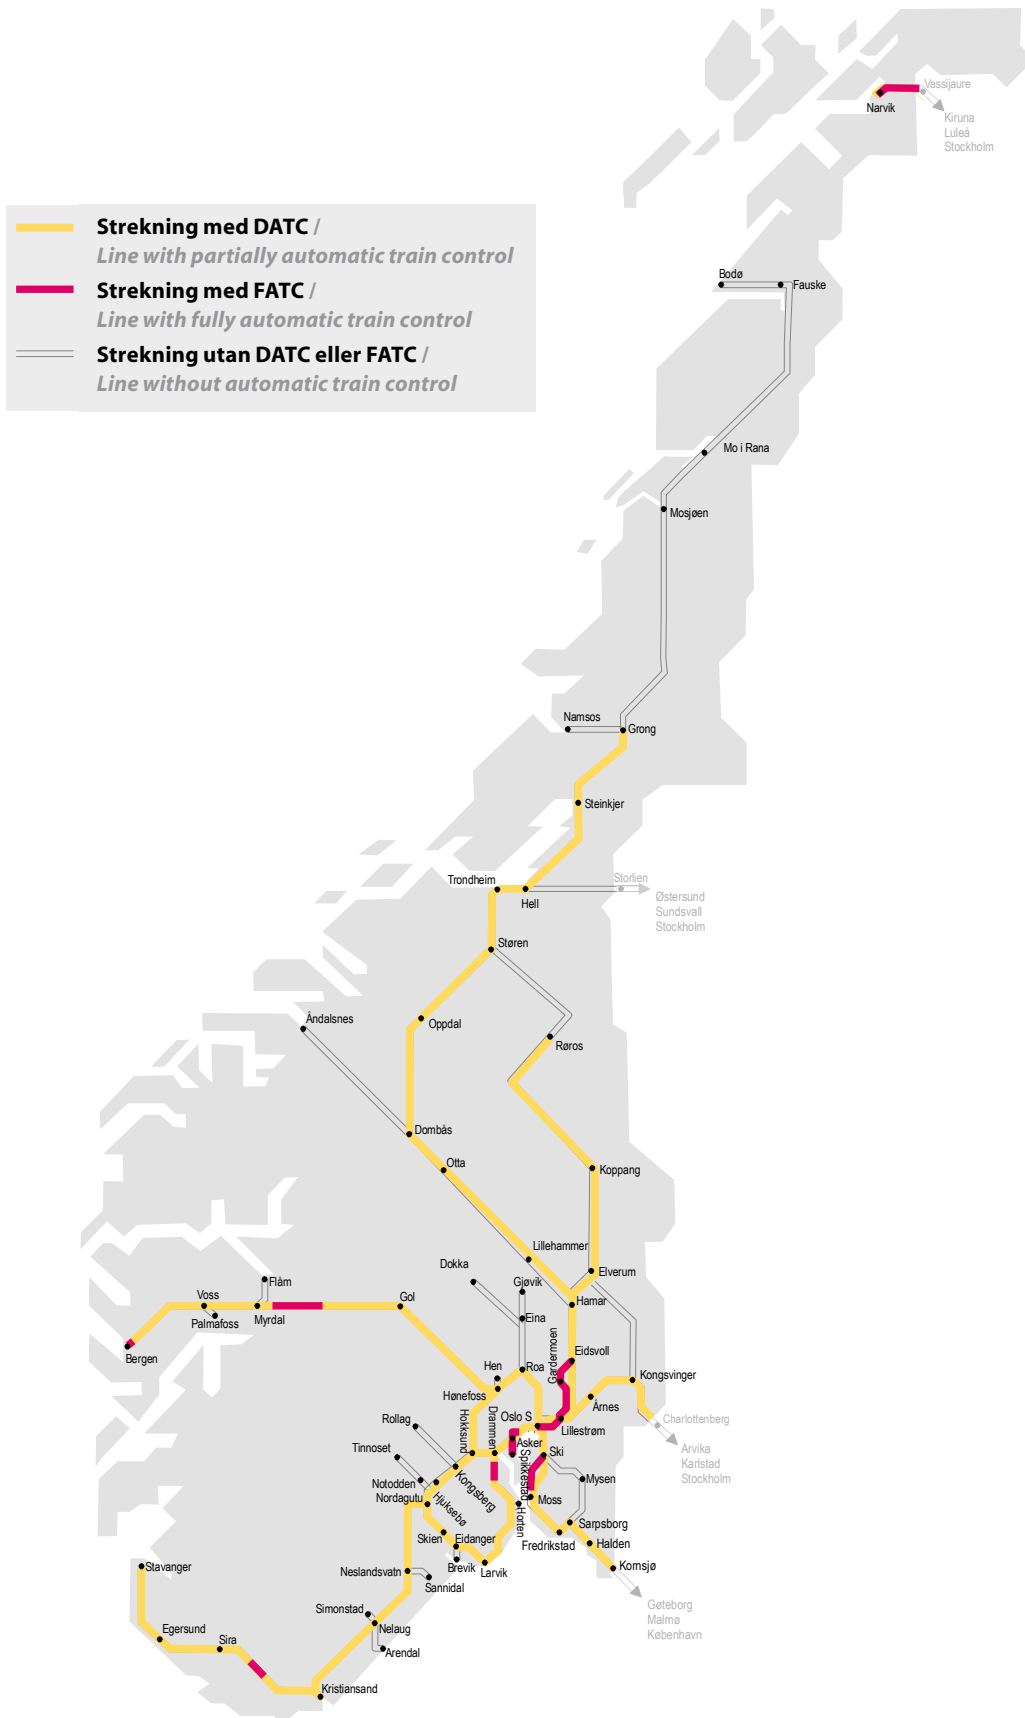 Vassijaure
Narvik
Kiruna
Luleå
Stockholm
Strekning med DATC /
Line with partially automatic train control
Strekning med FATC /
Line with fully automatic train control
Strekning utan DATC eller FATC /
Line without automatic train control
Bodø
Fauske
Mo i Rana
Mosjøen
Namsos
Grong
Steinkjer
Trondheim
Hell
Storlien
Østersund
Sundsvall
Stockholm
Støren
Åndalsnes
Oppdal
Røros
Dombås
Otta
Koppang
Lillehammer
Dokka
Gjøvik
Elverum
Flåm
Voss
Palmafoss
Myrdal
Gol
Hamar
Eina
Bergen
Gardermoen
Eidsvoll
Hen
Roa
Hønefoss
Kongsvinger
Årnes
Rollag
Hokksund
Drammen
Oslo S
Lillestrøm
Charlottenberg
Arvika
Karlstad
Stockholm
Tinnoset
Asker
Spikkestad
Ski
Notodden
Kongsberg
Mysen
Nordagutu
Hjuksebø
Moss
Horten
Sarpsborg
Skien
Eidanger
Fredrikstad
Halden
Brevik
Larvik
Kornsjø
Stavanger
Neslandsvatn
Sannidal
Gøteborg
Malmø
København
Simonstad
Nelaug
Egersund
Sira
Arendal
Kristiansand